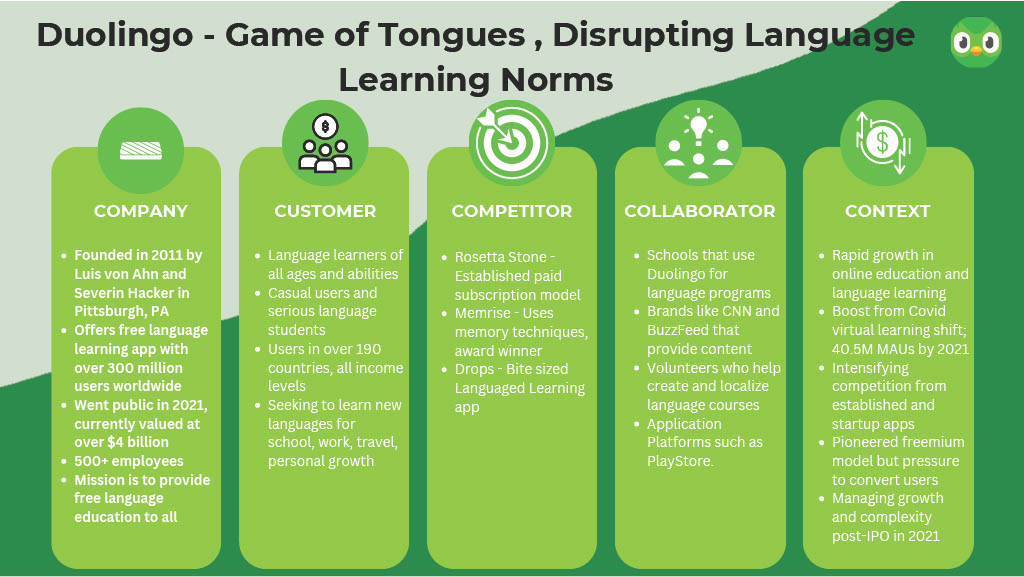 Duolingo - Game of Tongues , Disrupting Language
Learning Norms
COMPANY
• Founded in 2011 by
Luis von Ahn and
Severin Hacker in
Pittsburgh, PA
• Offers free language
learning app with
over 300 million
users worldwide
• Went public in 2021,
currently valued at
over $4 billion
• 500+ employees
• Mission is to provide
free language
education to all
CUSTOMER
• Language learners of
all ages and abilities
• Casual users and
serious language
students
• Users in over 190
countries, all income
levels
• Seeking to learn new
languages for
school, work, travel,
personal growth
COMPETITOR
• Rosetta Stone -
Established paid
subscription model
• Memrise - Uses
memory techniques,
award winner
• Drops - Bite sized
Languaged Learning
app
COLLABORATOR
• Schools that use
Duolingo for
language programs
• Brands like CNN and
BuzzFeed that
provide content
• Volunteers who help
create and localize
language courses
• Application
Platforms such as
PlayStore.
CONTEXT
• Rapid growth in
online education and
language learning
• Boost from Covid
virtual learning shift;
40.5M MAUs by 2021
• Intensifying
competition from
established and
startup apps
• Pioneered freemium
model but pressure
to convert users
• Managing growth
and complexity
post-IPO in 2021